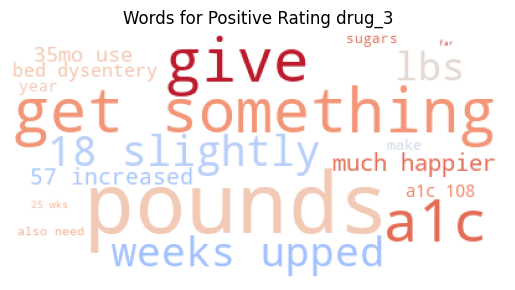 Words for Positive Rating drug_3
sugars far
35mo use give lbs
bed dysentery
year
get something
18 slightly make
much happier
57 increased
pounds a1c 108
25 wks a1c
also need
weeks upped